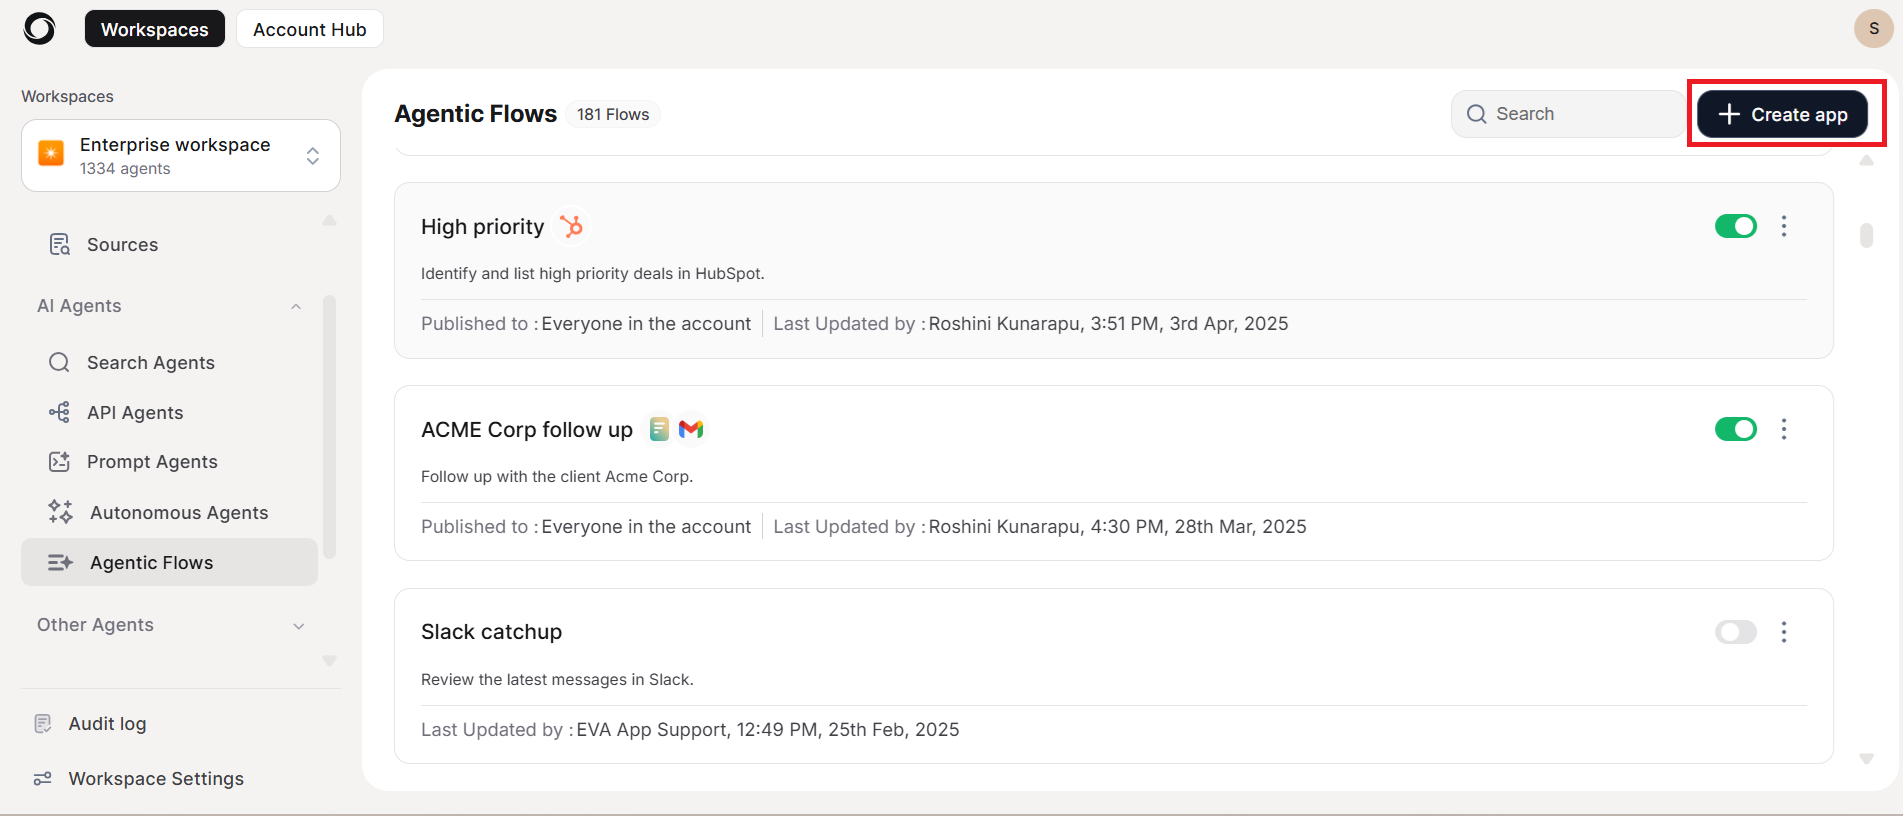 Workspaces
Account Hub
S
Workspaces
Enterprise workspace
1334 agents
Sources
AI Agents
Search Agents
API Agents
Prompt Agents
Autonomous Agents
Agentic Flows
Other Agents
Audit log
Workspace Settings
Agentic Flows 181 Flows
Search
Create app
High priority
Identify and list high priority deals in HubSpot.
Published to : Everyone in the account Last Updated by : Roshini Kunarapu, 3:51 PM, 3rd Apr, 2025
ACME Corp follow up
Follow up with the client Acme Corp.
Published to : Everyone in the account Last Updated by : Roshini Kunarapu, 4:30 PM, 28th Mar, 2025
Slack catchup
Review the latest messages in Slack.
Last Updated by : EVA App Support, 12:49 PM, 25th Feb, 2025